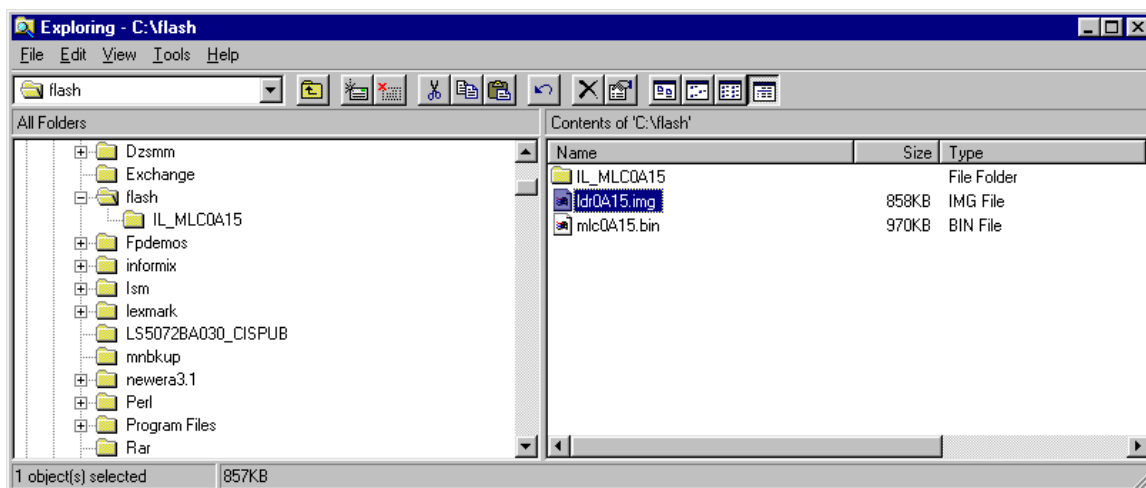 Exploring - C:\flash
File Edit View Tools Help
flash
All Folders Contents of 'C:\flash'
Dzsmm
Exchange
flash
IL_MLC0A15
Fpdemos
informix
Ism
lexmark
LS5072BA030_CISPUB
mnbkup
newera3.1
Perl
Program Files
Rar
Name Size Type
IL_MLC0A15 File Folder
ldr0A15.img 858KB IMG File
mlc0A15.bin 970KB BIN File
1 object(s) selected 857KB